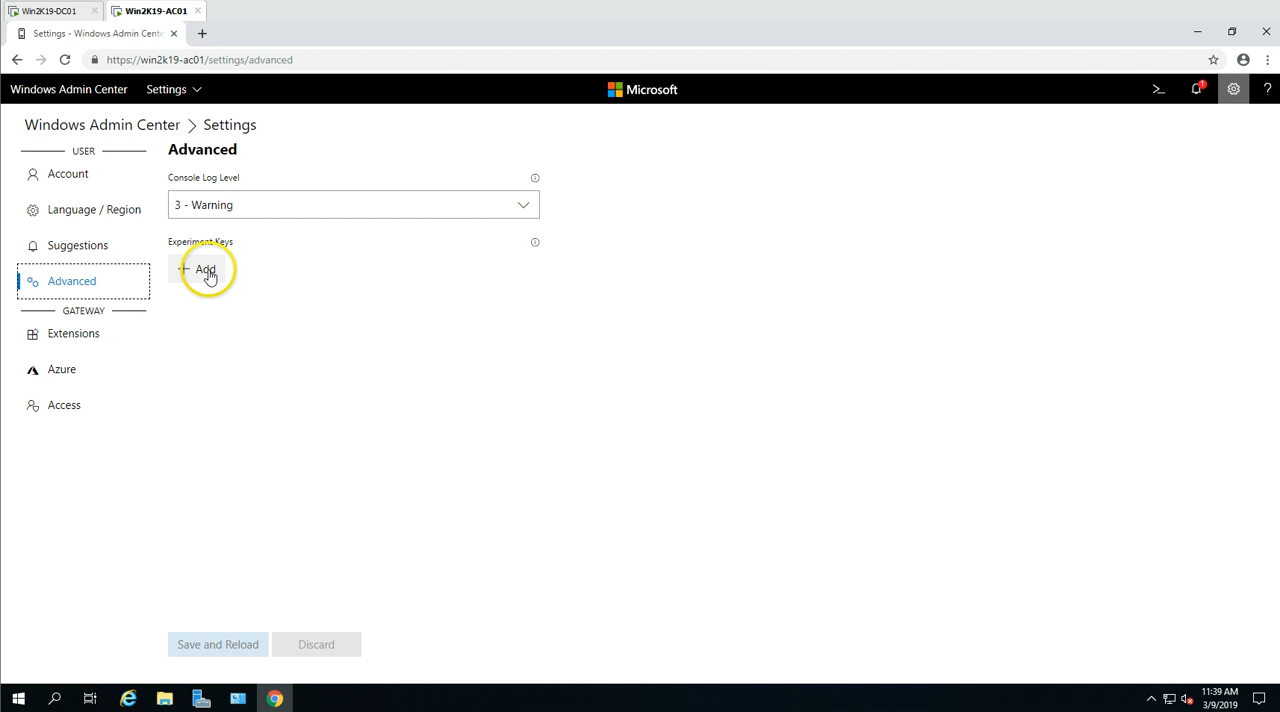 Win2K19-DC01
Win2K19-AC01
Settings - Windows Admin Cente
https://win2k19-ac01/settings/advanced
Windows Admin Center
Settings
Microsoft
1
?
Windows Admin Center > Settings
USER
Account
Language / Region
Suggestions
Advanced
GATEWAY
Extensions
Azure
Access
Advanced
Console Log Level
3 - Warning
Experiment Keys
Add
Save and Reload
Discard
11:39 AM
3/9/2019